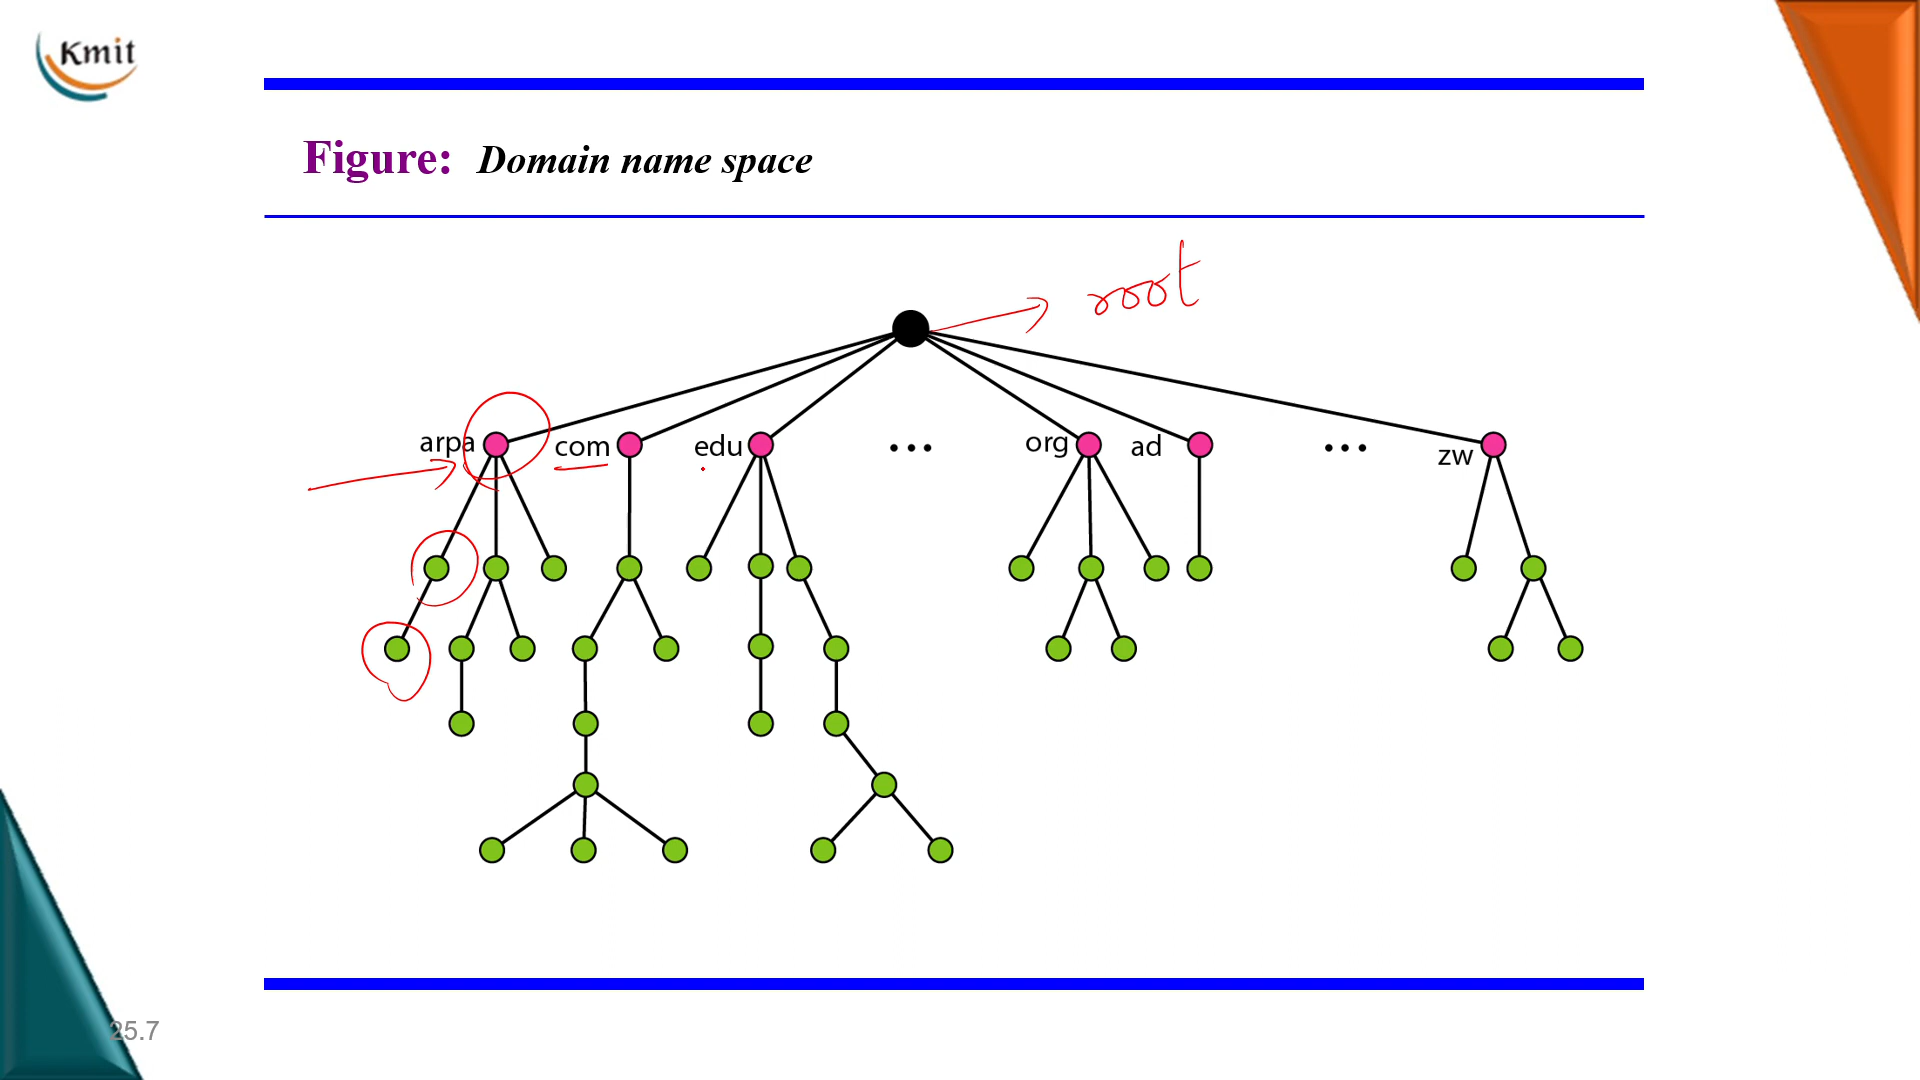 Kmit
Figure: Domain name space
root
arpa com edu ... org ad ... zw
25.7